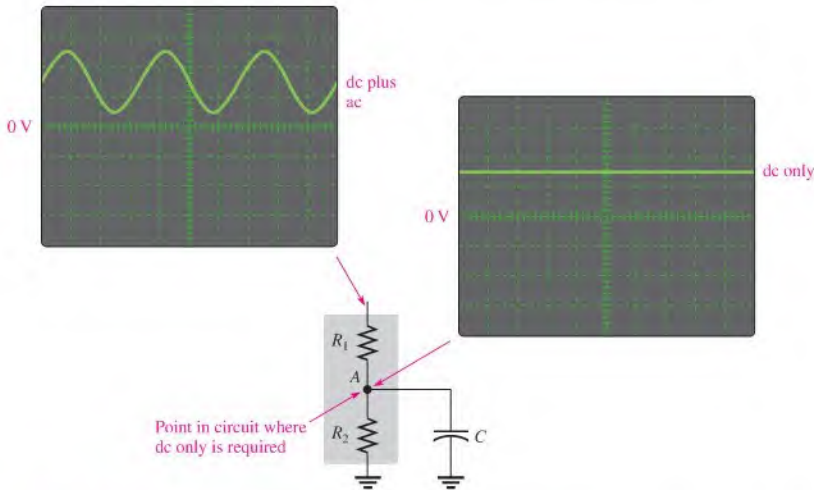 dc plus
ac
0 V
dc only
0 V
R1
A
Point in circuit where
dc only is required
R2
C